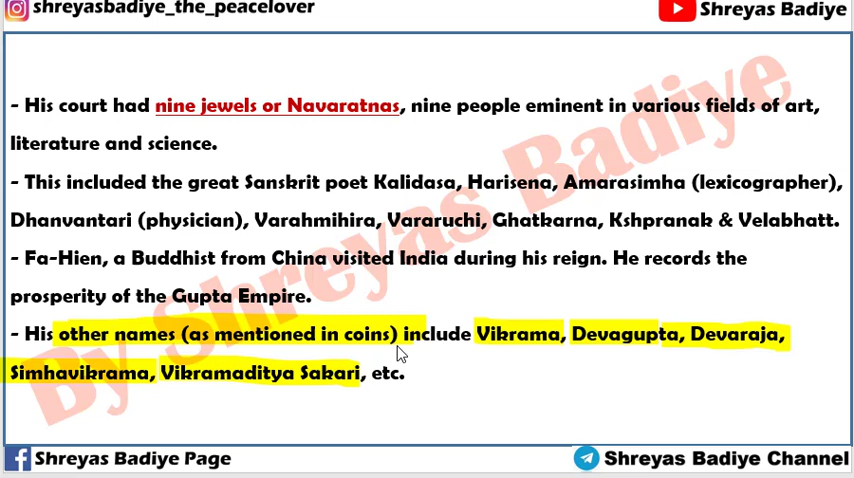 shreyasbadiye_the_peacelover
Shreyas Badiye
- His court had nine jewels or Navaratnas, nine people eminent in various fields of art,
literature and science.
- This included the great Sanskrit poet Kalidasa, Harisena, Amarasimha (lexicographer),
Dhanvantari (physician), Varahmihira, Vararuchi, Ghatkarna, Kshpranak & Velabhatt.
- Fa-Hien, a Buddhist from China visited India during his reign. He records the
prosperity of the Gupta Empire.
- His other names (as mentioned in coins) include Vikrama, Devagupta, Devaraja,
Simhavikrama, Vikramaditya Sakari, etc.
By Shreyas Badiye
Shreyas Badiye Page
Shreyas Badiye Channel